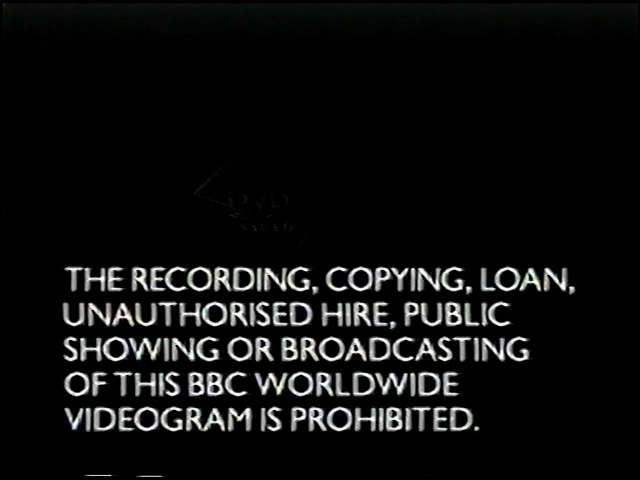 THE RECORDING, COPYING, LOAN,
UNAUTHORISED HIRE, PUBLIC
SHOWING OR BROADCASTING
OF THIS BBC WORLDWIDE
VIDEOGRAM IS PROHIBITED.